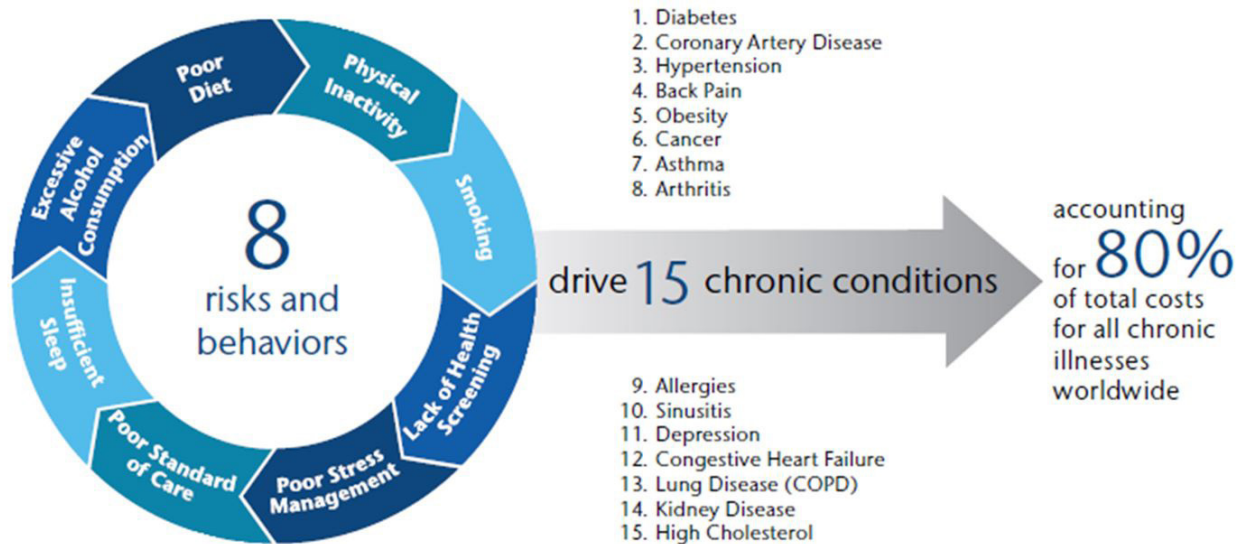 Poor
Diet
Physical
Inactivity
Smoking
Lack of Health
Screening
Poor Stress
Management
Poor Standard
of Care
Insufficient
Sleep
Excessive
Alcohol
Consumption
8
risks and
behaviors
1. Diabetes
2. Coronary Artery Disease
3. Hypertension
4. Back Pain
5. Obesity
6. Cancer
7. Asthma
8. Arthritis
drive 15 chronic conditions
9. Allergies
10. Sinusitis
11. Depression
12. Congestive Heart Failure
13. Lung Disease (COPD)
14. Kidney Disease
15. High Cholesterol
accounting
for 80%
of total costs
for all chronic
illnesses
worldwide